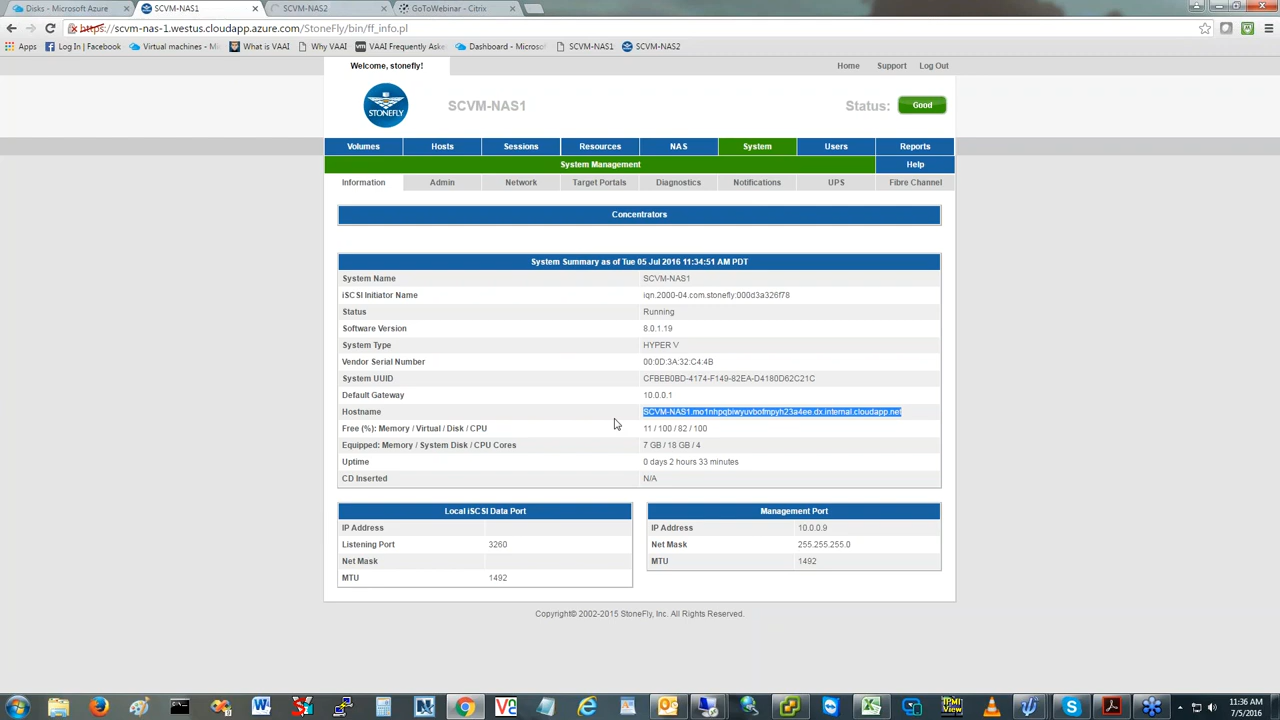 Disks - Microsoft Azure
SCVM-NAS1
SCVM-NAS2
GoToWebinar - Citrix
https://scvm-nas-1.westus.cloudapp.azure.com/StoneFly/bin/ff_info.pl
Apps
Log In | Facebook
Virtual machines - Mi
What is VAAI
Why VAAI
VAAI Frequently Aske
Dashboard - Microso
SCVM-NAS1
SCVM-NAS2
Welcome, stonefly!
Home
Support
Log Out
STONEFLY
SCVM-NAS1
Status:
Good
Volumes
Hosts
Sessions
Resources
NAS
System
Users
Reports
System Management
Help
Information
Admin
Network
Target Portals
Diagnostics
Notifications
UPS
Fibre Channel
Concentrators
System Summary as of Tue 05 Jul 2016 11:34:51 AM PDT
System Name SCVM-NAS1
iSCSI Initiator Name iqn.2000-04.com.stonefly:000d3a326f78
Status Running
Software Version 8.0.1.19
System Type HYPER V
Vendor Serial Number 00:0D:3A:32:C4:4B
System UUID CFBEB0BD-4174-F149-82EA-D4180D62C21C
Default Gateway 10.0.0.1
Hostname
Free (%): Memory / Virtual / Disk / CPU 11 / 100 / 82 / 100
Equipped: Memory / System Disk / CPU Cores 7 GB / 18 GB / 4
Uptime 0 days 2 hours 33 minutes
CD Inserted N/A
Local iSCSI Data Port
IP Address
Listening Port 3260
Net Mask
MTU 1492
Management Port
IP Address 10.0.0.9
Net Mask 255.255.255.0
MTU 1492
Copyright© 2002-2015 StoneFly, Inc. All Rights Reserved.
11:36 AM
7/5/2016